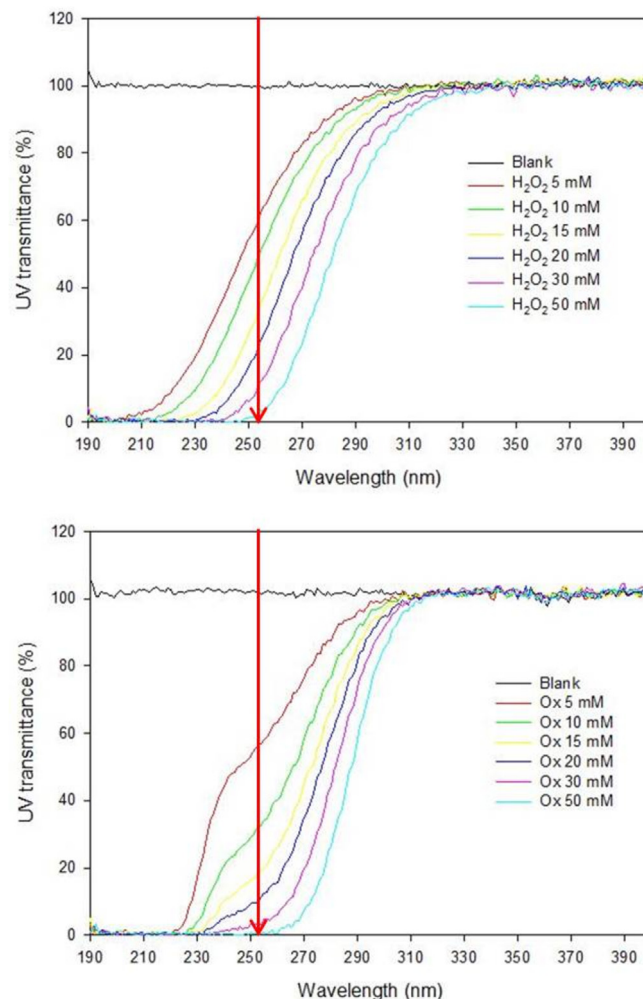 120
100
80
60
40
20
0
UV transmittance (%)
Blank
H₂O₂ 5 mM
H₂O₂ 10 mM
H₂O₂ 15 mM
H₂O₂ 20 mM
H₂O₂ 30 mM
H₂O₂ 50 mM
190 210 230 250 270 290 310 330 350 370 390
Wavelength (nm)
120
100
80
60
40
20
0
UV transmittance (%)
Blank
Ox 5 mM
Ox 10 mM
Ox 15 mM
Ox 20 mM
Ox 30 mM
Ox 50 mM
190 210 230 250 270 290 310 330 350 370 390
Wavelength (nm)